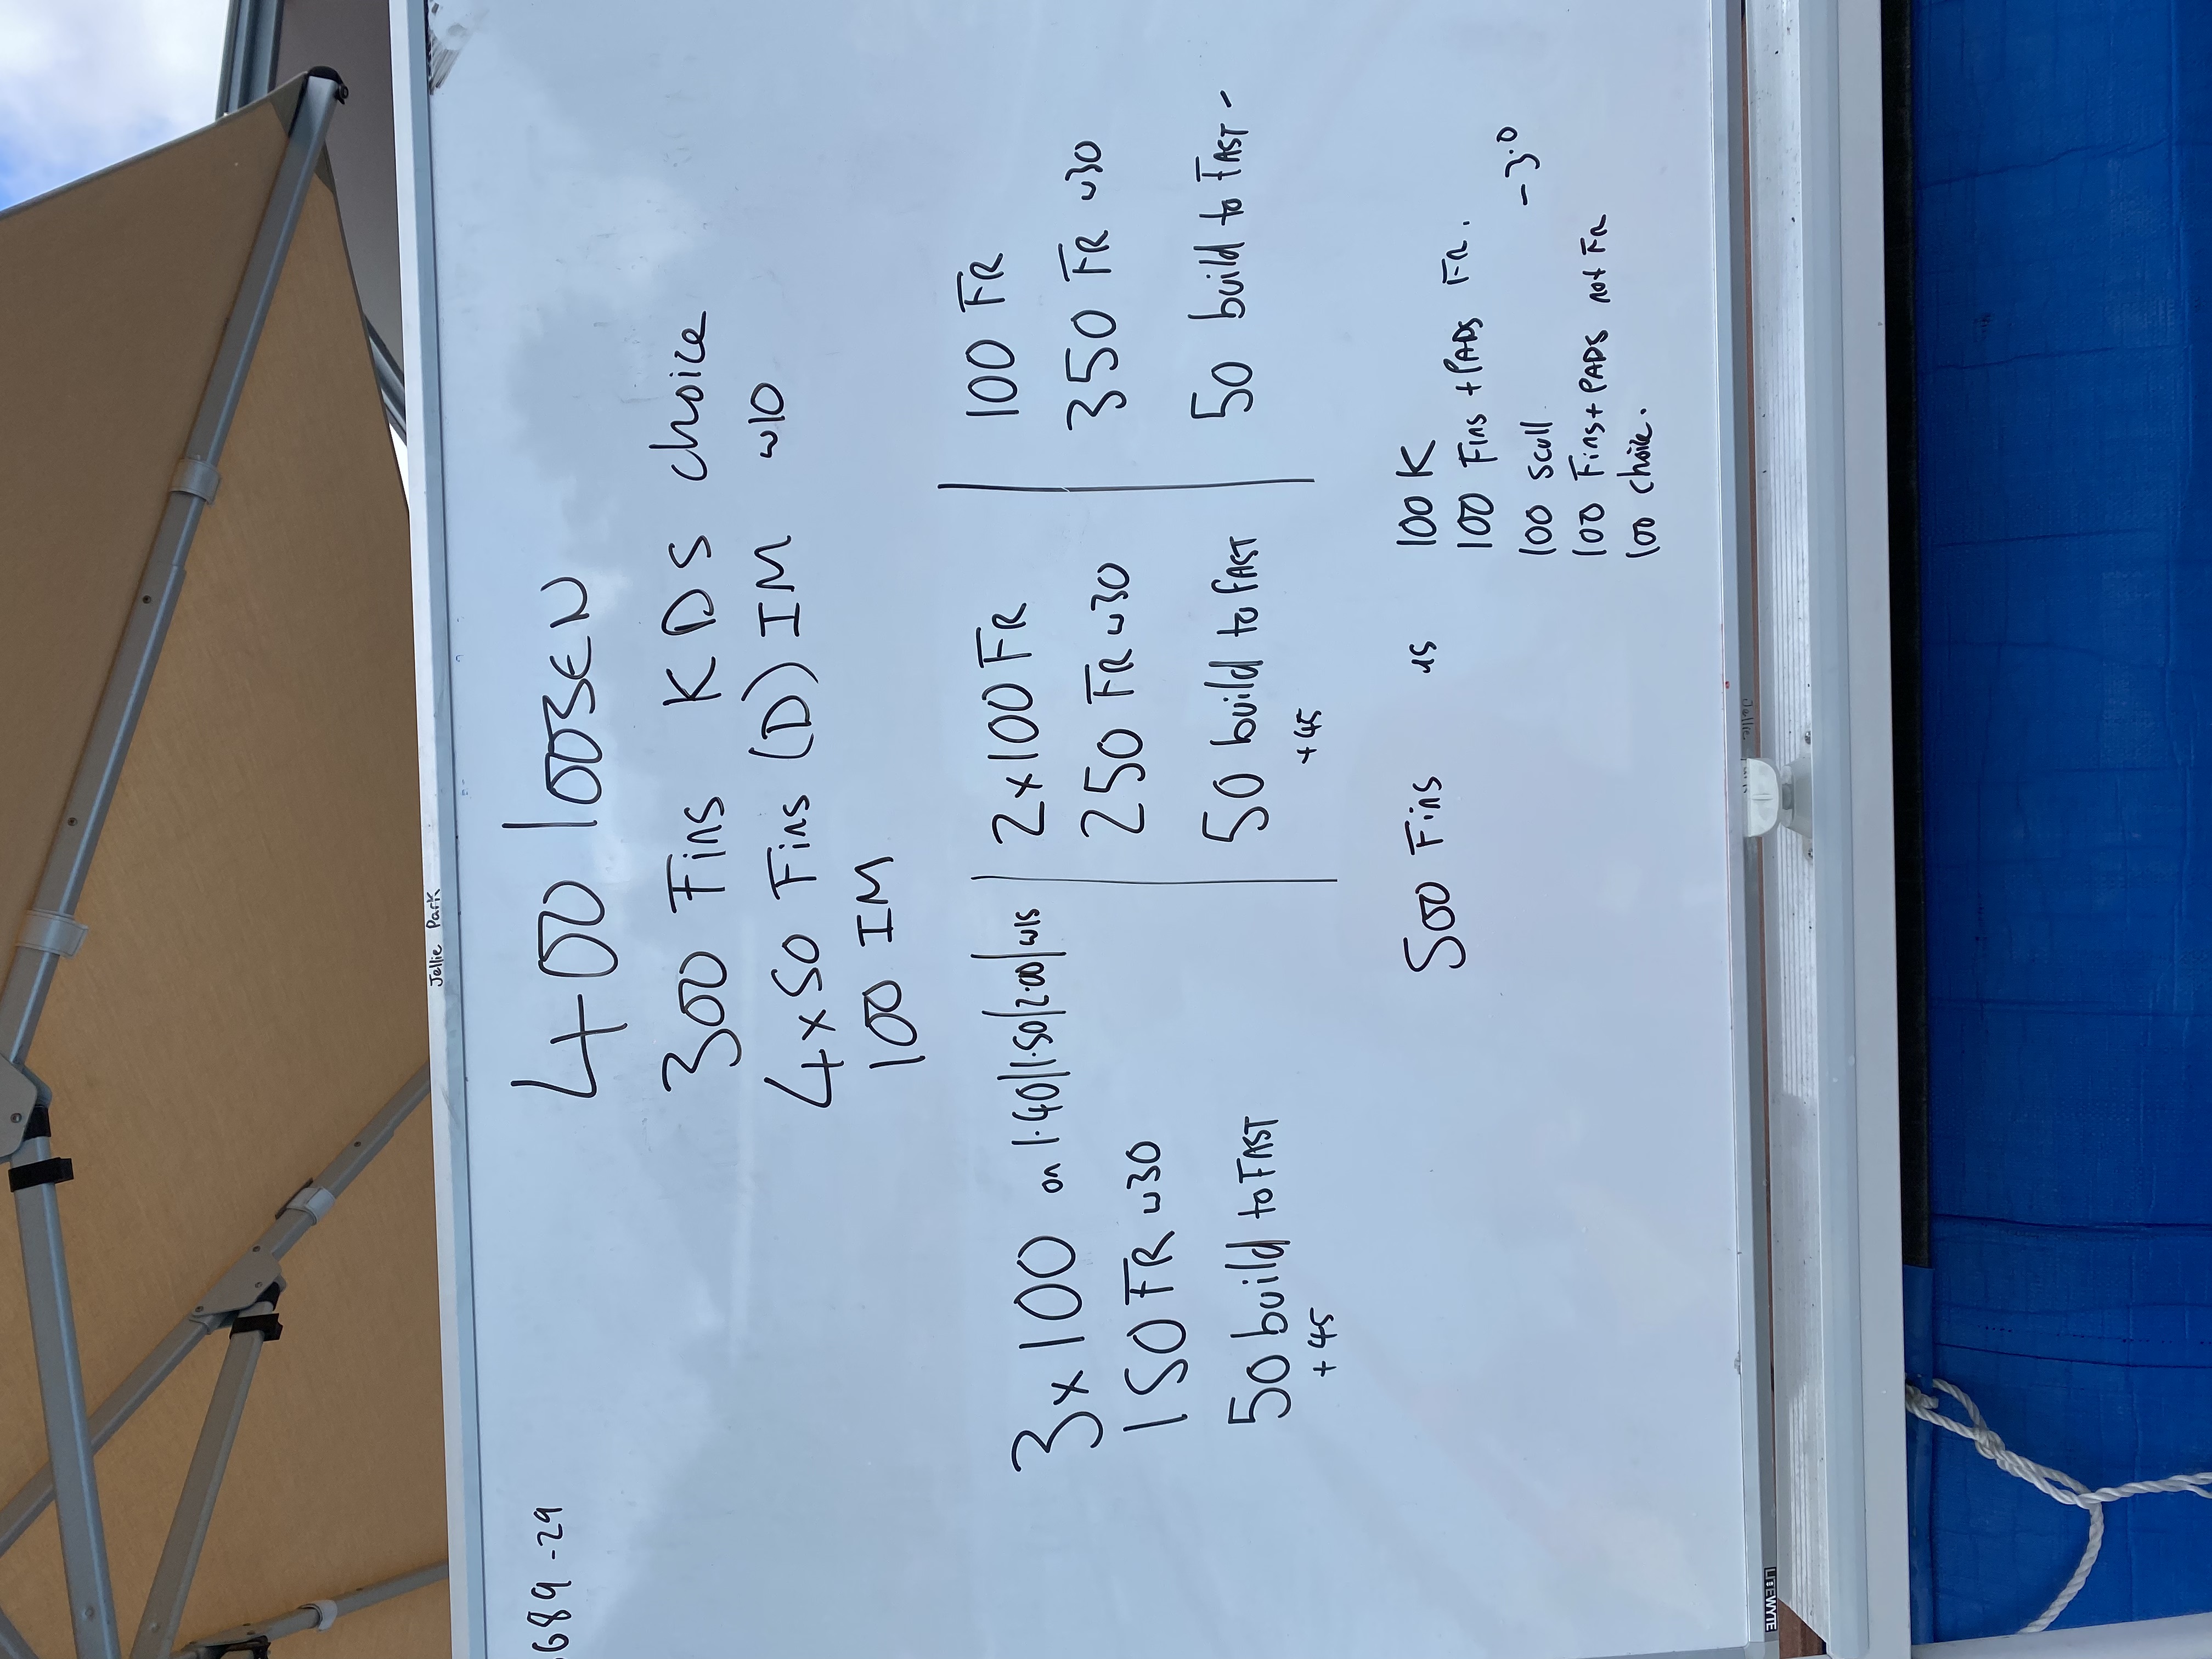 Jellie Park
689 -29
400 loosEN
300 Fins KDS choice
4x50 Fins (D) IM w10
100 IM
3x100 on 1.40/1.50/2.00/w15
150 FR w30
50 build to FAST
+45
2x100 FR
250 FR w30
50 build to fAST
+45
100 FR
350 FR w30
50 build to FAST -
500 Fins as
100 K
100 Fins + PADS FR.
100 scull
- 3.0
100 Fins + PADS not FR
100 choice.
Jellie Park
LITEWYTE